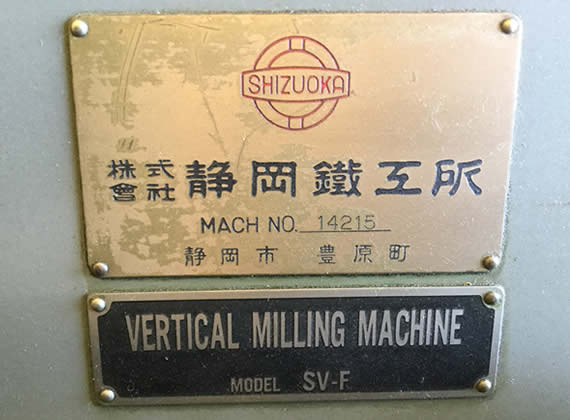 SHIZUOKA
株式會社 静岡鐵工所
MACH NO. 14215
静岡市 豊原町
VERTICAL MILLING MACHINE
MODEL SV-F